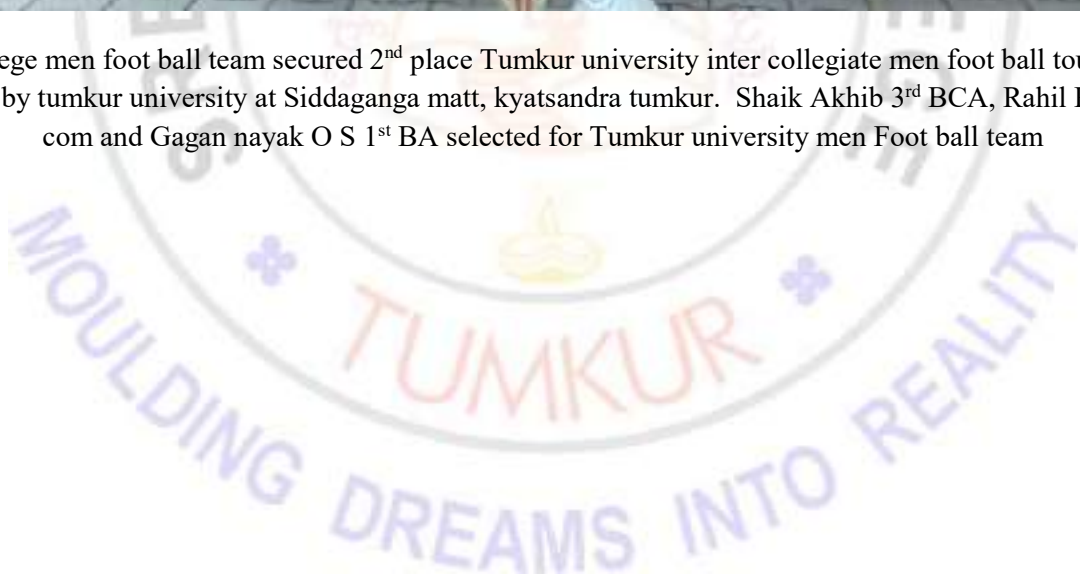 ege men foot ball team secured 2nd place Tumkur university inter collegiate men foot ball tou
by tumkur university at Siddaganga matt, kyatsandra tumkur. Shaik Akhib 3rd BCA, Rahil
com and Gagan nayak O S 1st BA selected for Tumkur university men Foot ball team
TUMKUR
MOULDING DREAMS INTO REALITY